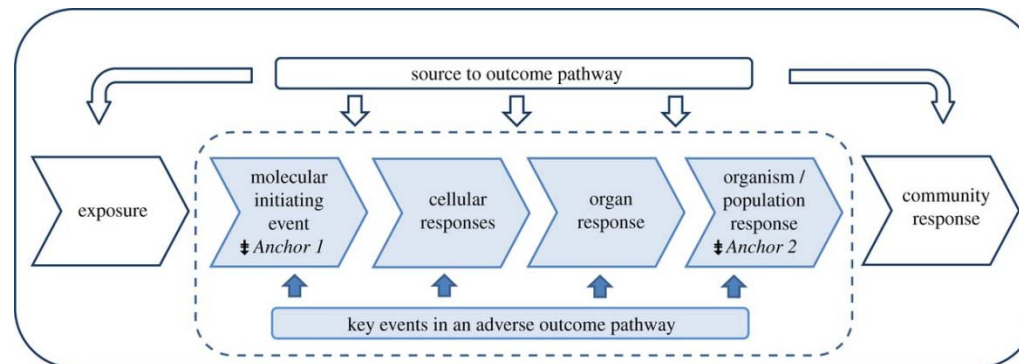 source to outcome pathway
exposure
molecular
initiating
event
⇟ Anchor 1
cellular
responses
organ
response
organism /
population
response
⇟ Anchor 2
community
response
key events in an adverse outcome pathway